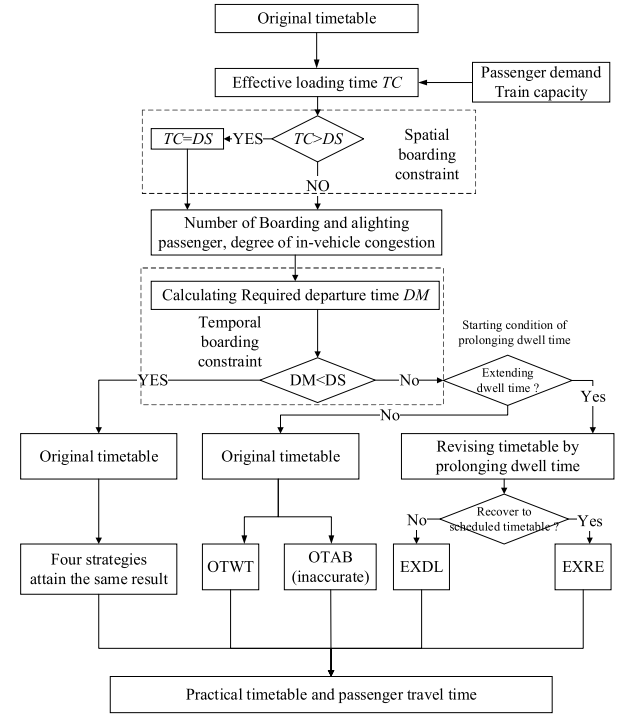 Original timetable
Effective loading time TC
Passenger demand
Train capacity
TC=DS
YES
TC>DS
Spatial
boarding
constraint
NO
Number of Boarding and alighting
passenger, degree of in-vehicle congestion
Calculating Required departure time DM
Temporal
boarding
constraint
Starting condition of
prolonging dwell time
YES
DM<DS
No
Extending
dwell time ?
Yes
No
Original timetable
Original timetable
Revising timetable by
prolonging dwell time
No
Recover to
scheduled timetable ?
Yes
Four strategies
attain the same result
OTWT
OTAB
(inaccurate)
EXDL
EXRE
Practical timetable and passenger travel time